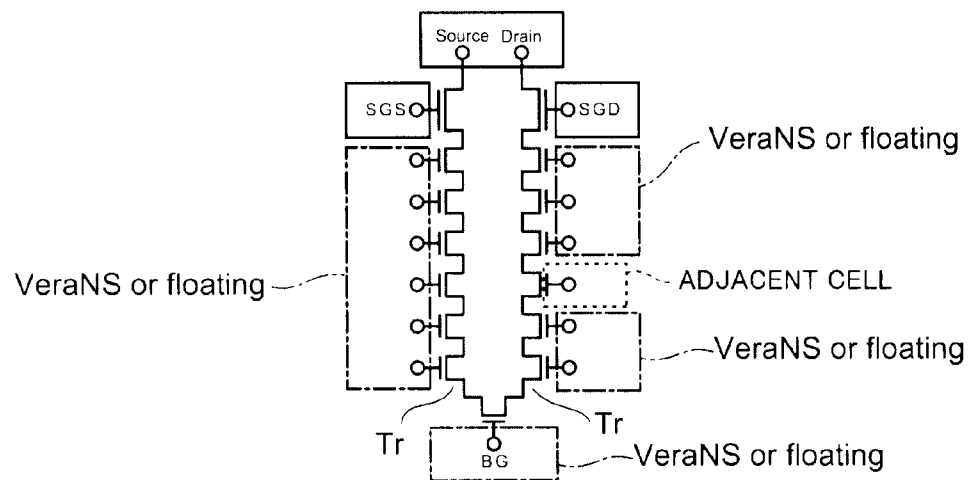 Source Drain
SGS
SGD
VeraNS or floating
VeraNS or floating
ADJACENT CELL
VeraNS or floating
Tr
Tr
BG
VeraNS or floating